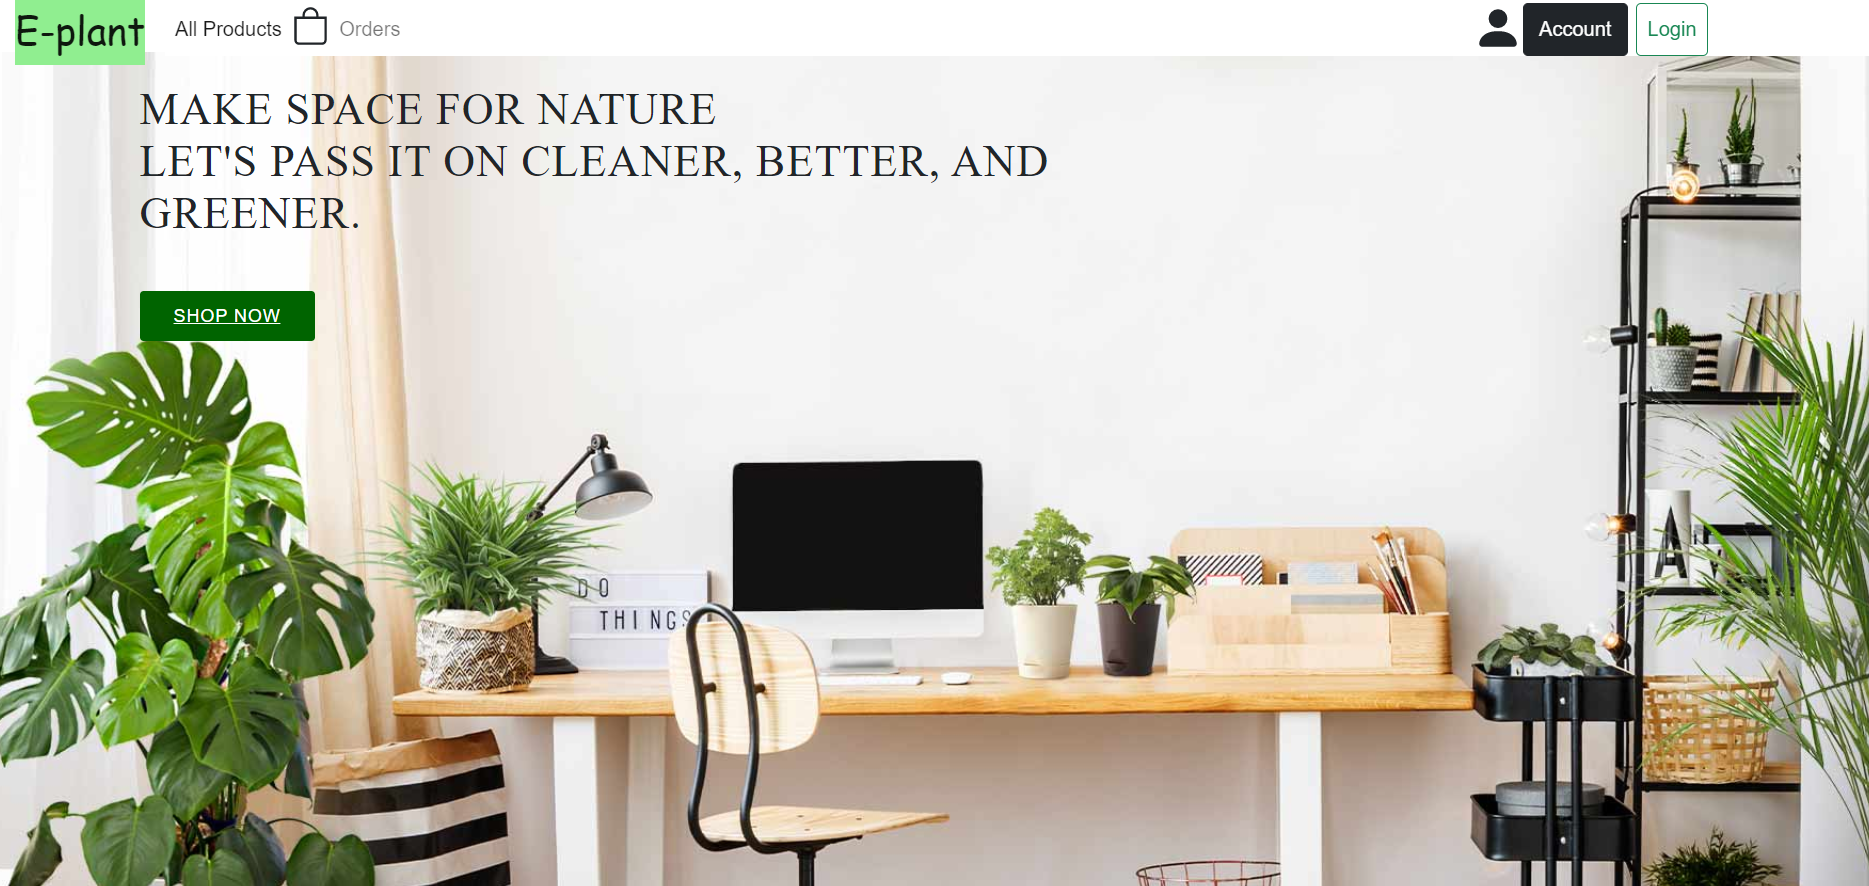 E-plant
All Products
Orders
Account
Login
MAKE SPACE FOR NATURE
LET'S PASS IT ON CLEANER, BETTER, AND
GREENER.
SHOP NOW
DO
THINGS
A